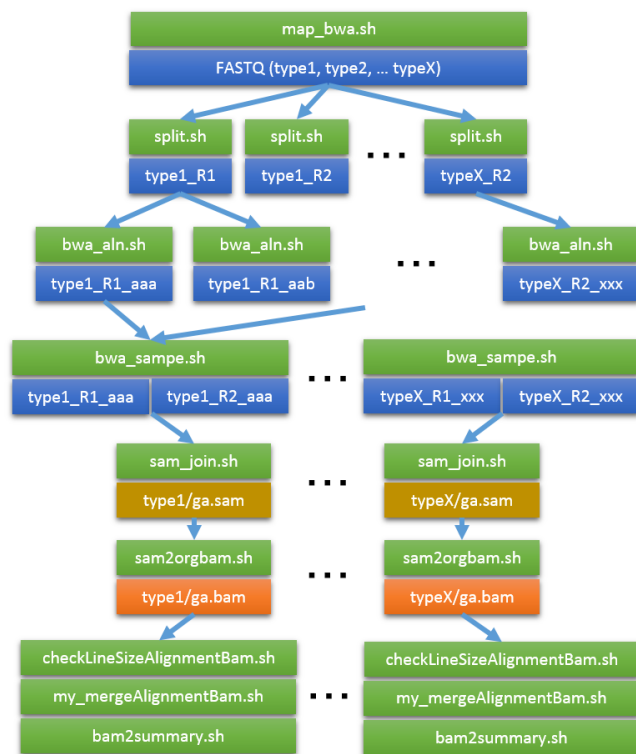 map_bwa.sh
FASTQ (type1, type2, ... typeX)
split.sh split.sh split.sh
...
type1_R1 type1_R2 typeX_R2
bwa_aln.sh bwa_aln.sh bwa_aln.sh
...
type1_R1_aaa type1_R1_aab typeX_R2_xxx
bwa_sampe.sh bwa_sampe.sh
...
type1_R1_aaa type1_R2_aaa typeX_R1_xxx typeX_R2_xxx
sam_join.sh sam_join.sh
...
type1/ga.sam typeX/ga.sam
sam2orgbam.sh sam2orgbam.sh
...
type1/ga.bam typeX/ga.bam
checkLineSizeAlignmentBam.sh checkLineSizeAlignmentBam.sh
my_mergeAlignmentBam.sh ... my_mergeAlignmentBam.sh
bam2summary.sh bam2summary.sh